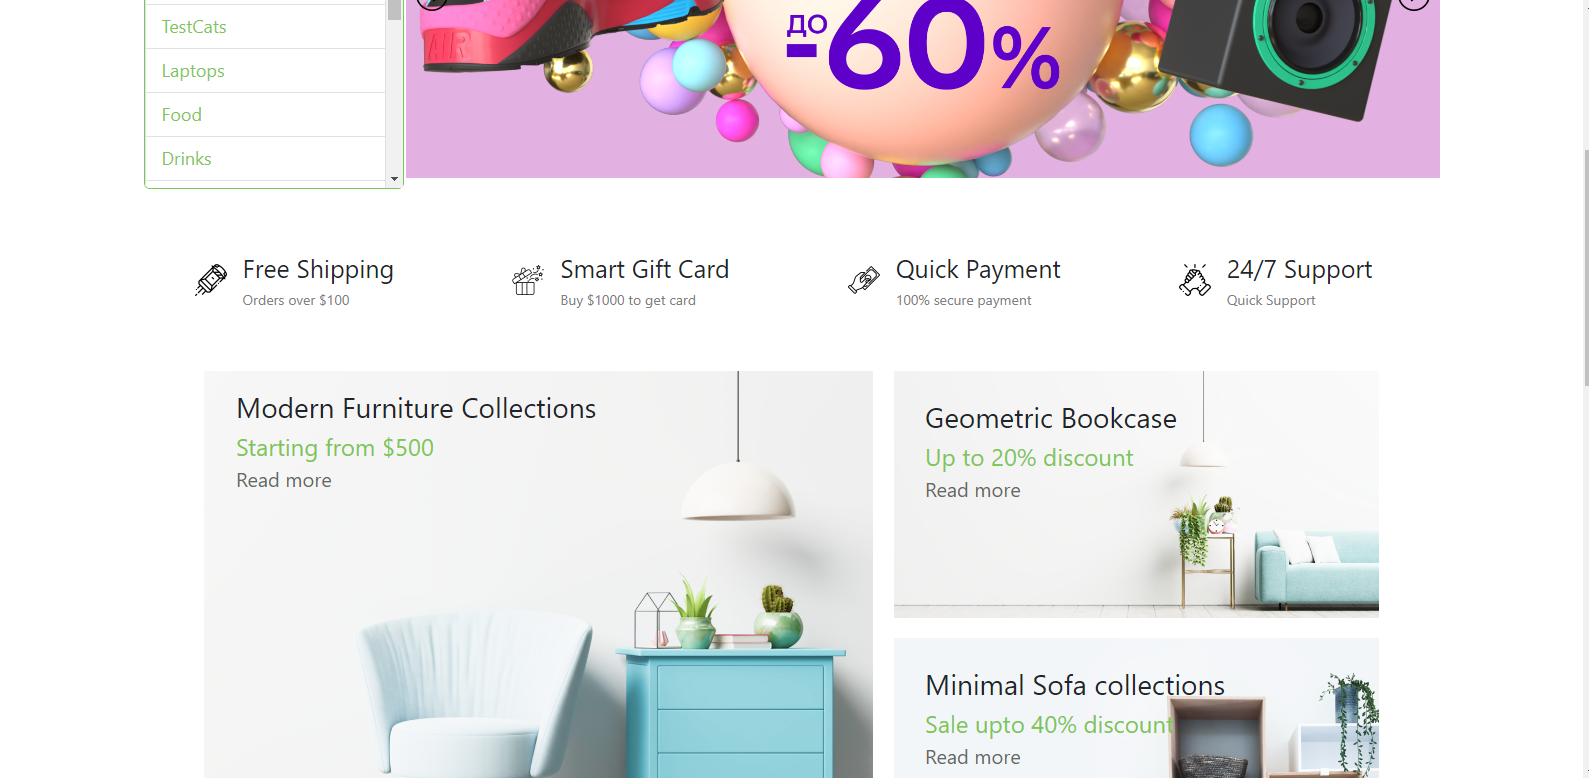 TestCats
Laptops
Food
Drinks
AIR
до
-60%
Free Shipping
Orders over $100
Smart Gift Card
Buy $1000 to get card
Quick Payment
100% secure payment
24/7 Support
Quick Support
Modern Furniture Collections
Starting from $500
Read more
Geometric Bookcase
Up to 20% discount
Read more
Minimal Sofa collections
Sale upto 40% discount
Read more